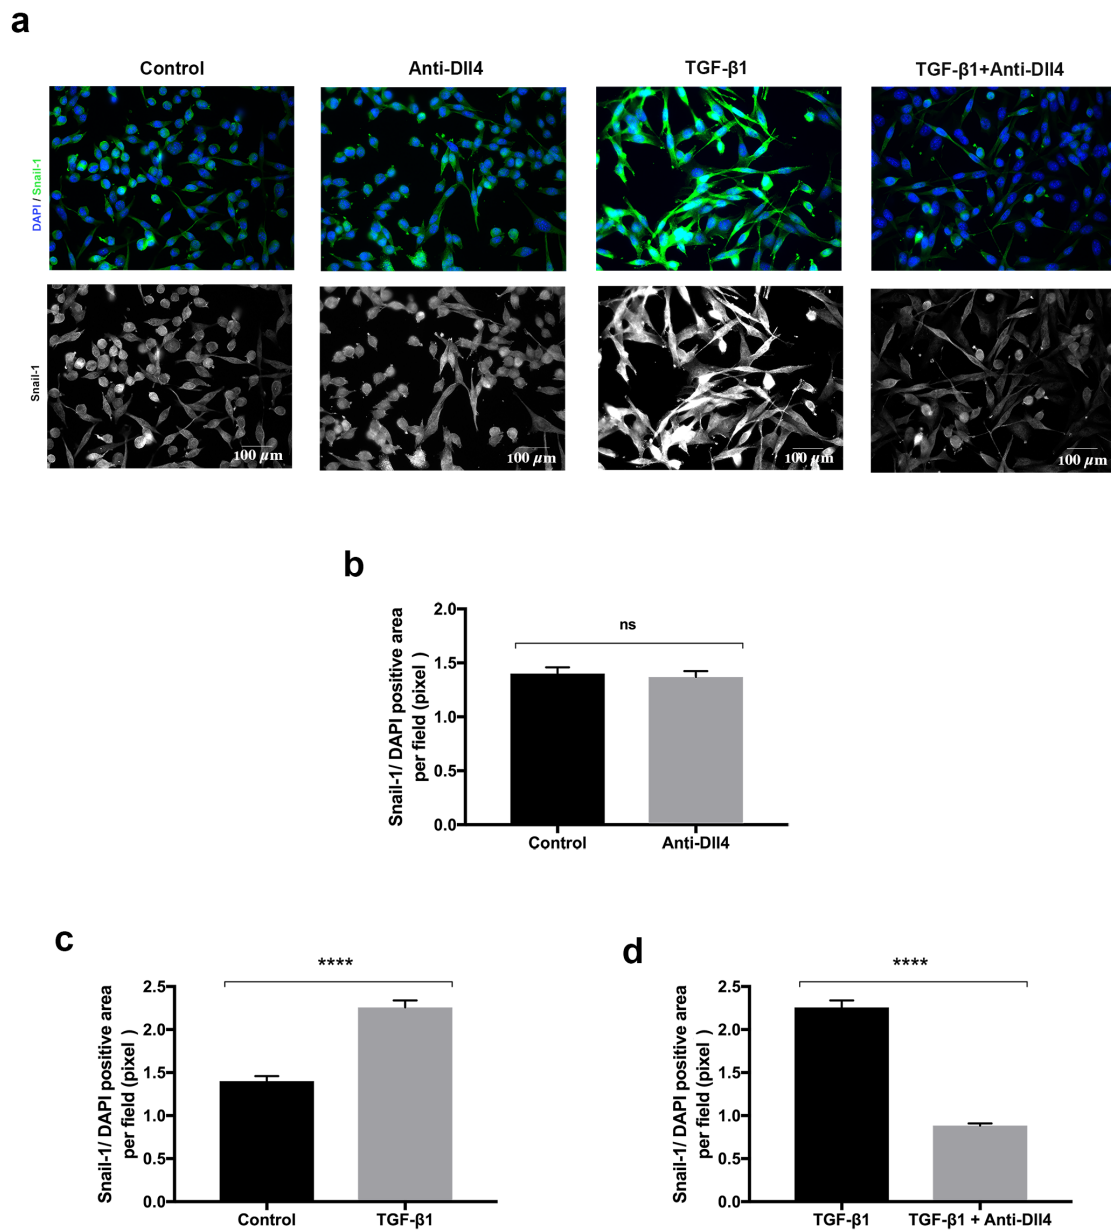 a
Control
Anti-Dll4
TGF-β1
TGF-β1+Anti-Dll4
DAPI / Snail-1
Snail-1
100 µm
100 µm
100 µm
100 µm
b
Snail-1/ DAPI positive area
per field (pixel )
2.0
1.5
1.0
0.5
0.0
ns
Control
Anti-Dll4
c
Snail-1/ DAPI positive area
per field (pixel )
2.5
2.0
1.5
1.0
0.5
0.0
****
Control
TGF-β1
d
Snail-1/ DAPI positive area
per field (pixel )
2.5
2.0
1.5
1.0
0.5
0.0
****
TGF-β1
TGF-β1 + Anti-Dll4